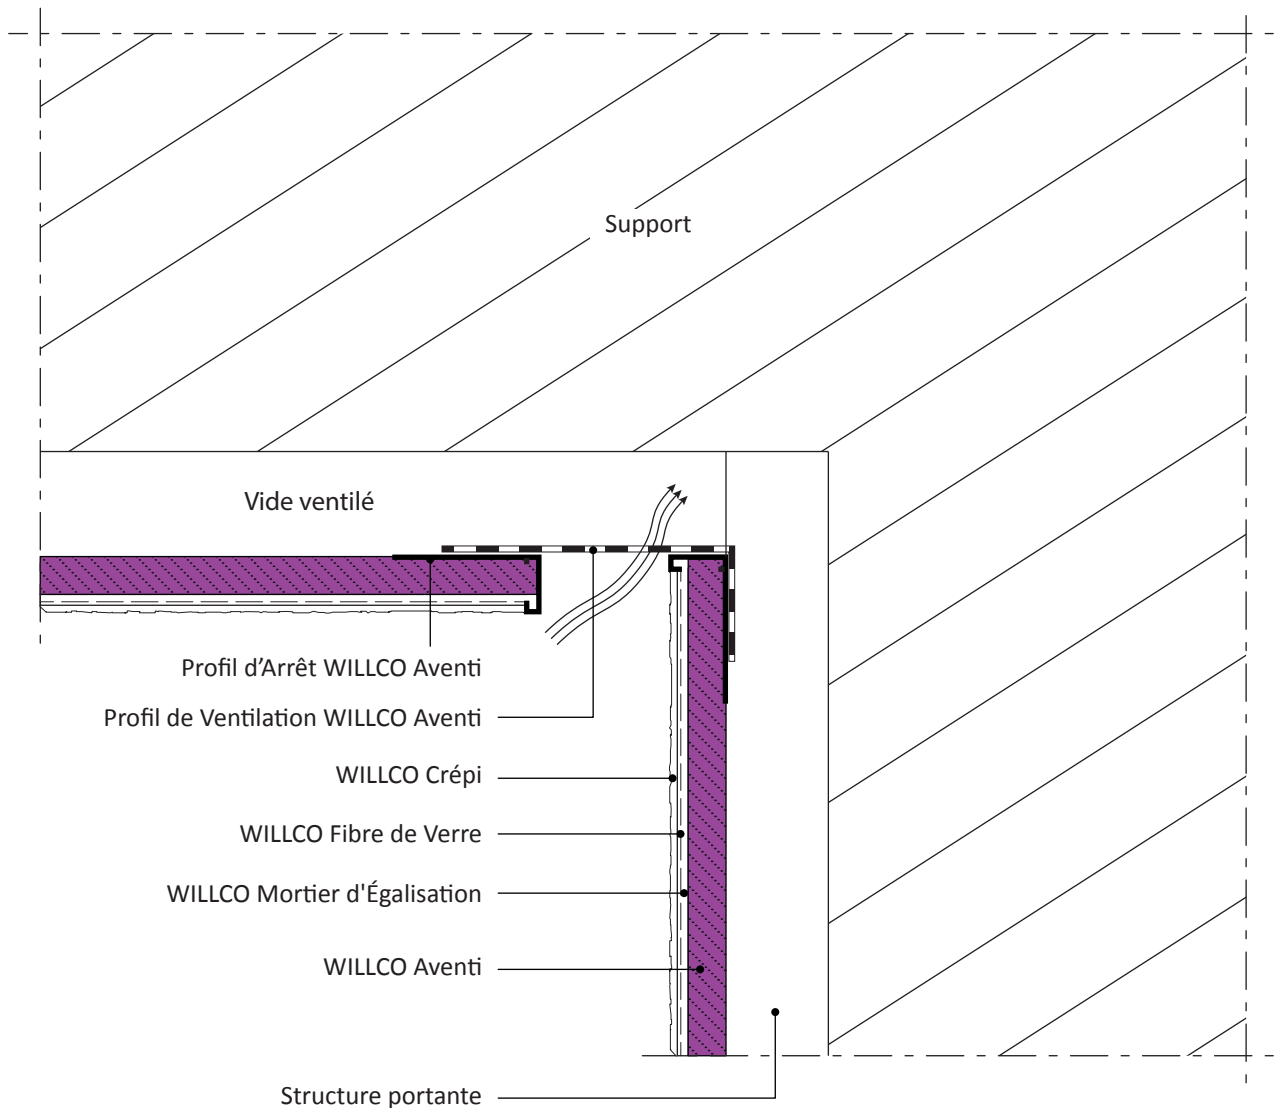 Support
Vide ventilé
Profil d’Arrêt WILLCO Aventi
Profil de Ventilation WILLCO Aventi
WILLCO Crépi
WILLCO Fibre de Verre
WILLCO Mortier d'Égalisation
WILLCO Aventi
Structure portante